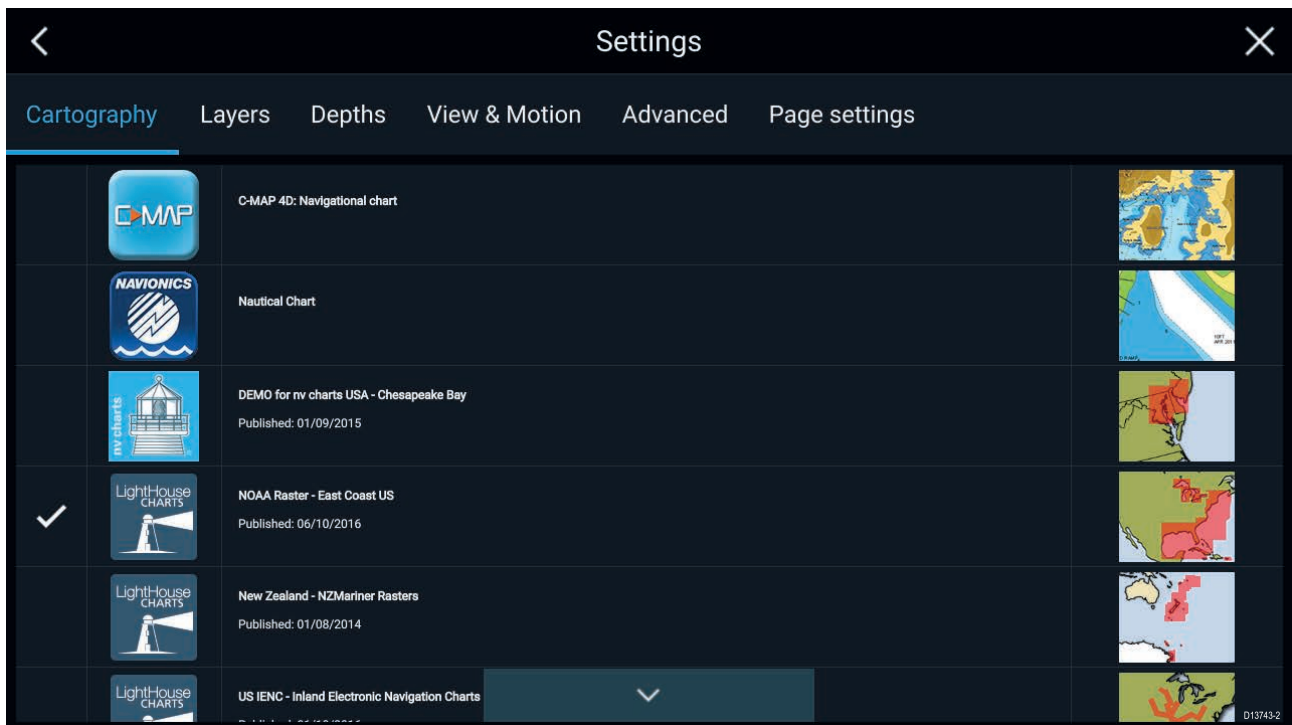 Settings
Cartography Layers Depths View & Motion Advanced Page settings
C-MAP
C-MAP 4D: Navigational chart
NAVIONICS
Nautical Chart
nv charts
DEMO for nv charts USA - Chesapeake Bay
Published: 01/09/2015
LightHouse
CHARTS
NOAA Raster - East Coast US
Published: 06/10/2016
LightHouse
CHARTS
New Zealand - NZMariner Rasters
Published: 01/08/2014
LightHouse
CHARTS
US IENC - Inland Electronic Navigation Charts
D13743-2